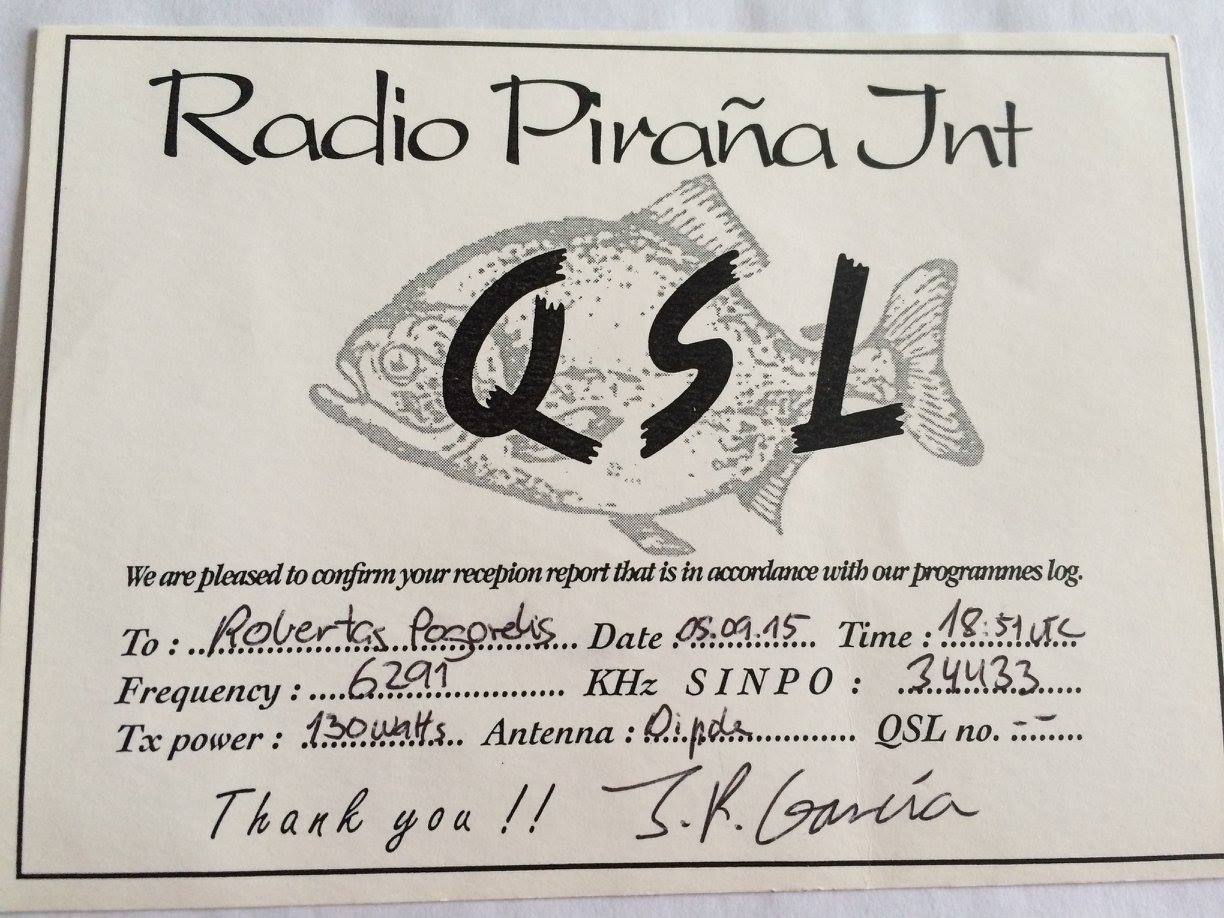 Radio Piraña Int
QSL
We are pleased to confirm your recepion report that is in accordance with our programmes log.
To : Robertas Pogorelis Date 05.09.15 Time : 18:51 UTC
Frequency : 6291 KHz SINPO : 34433
Tx power : 130 watts Antenna : Dipole QSL no. --
Thank you !! J.R. García